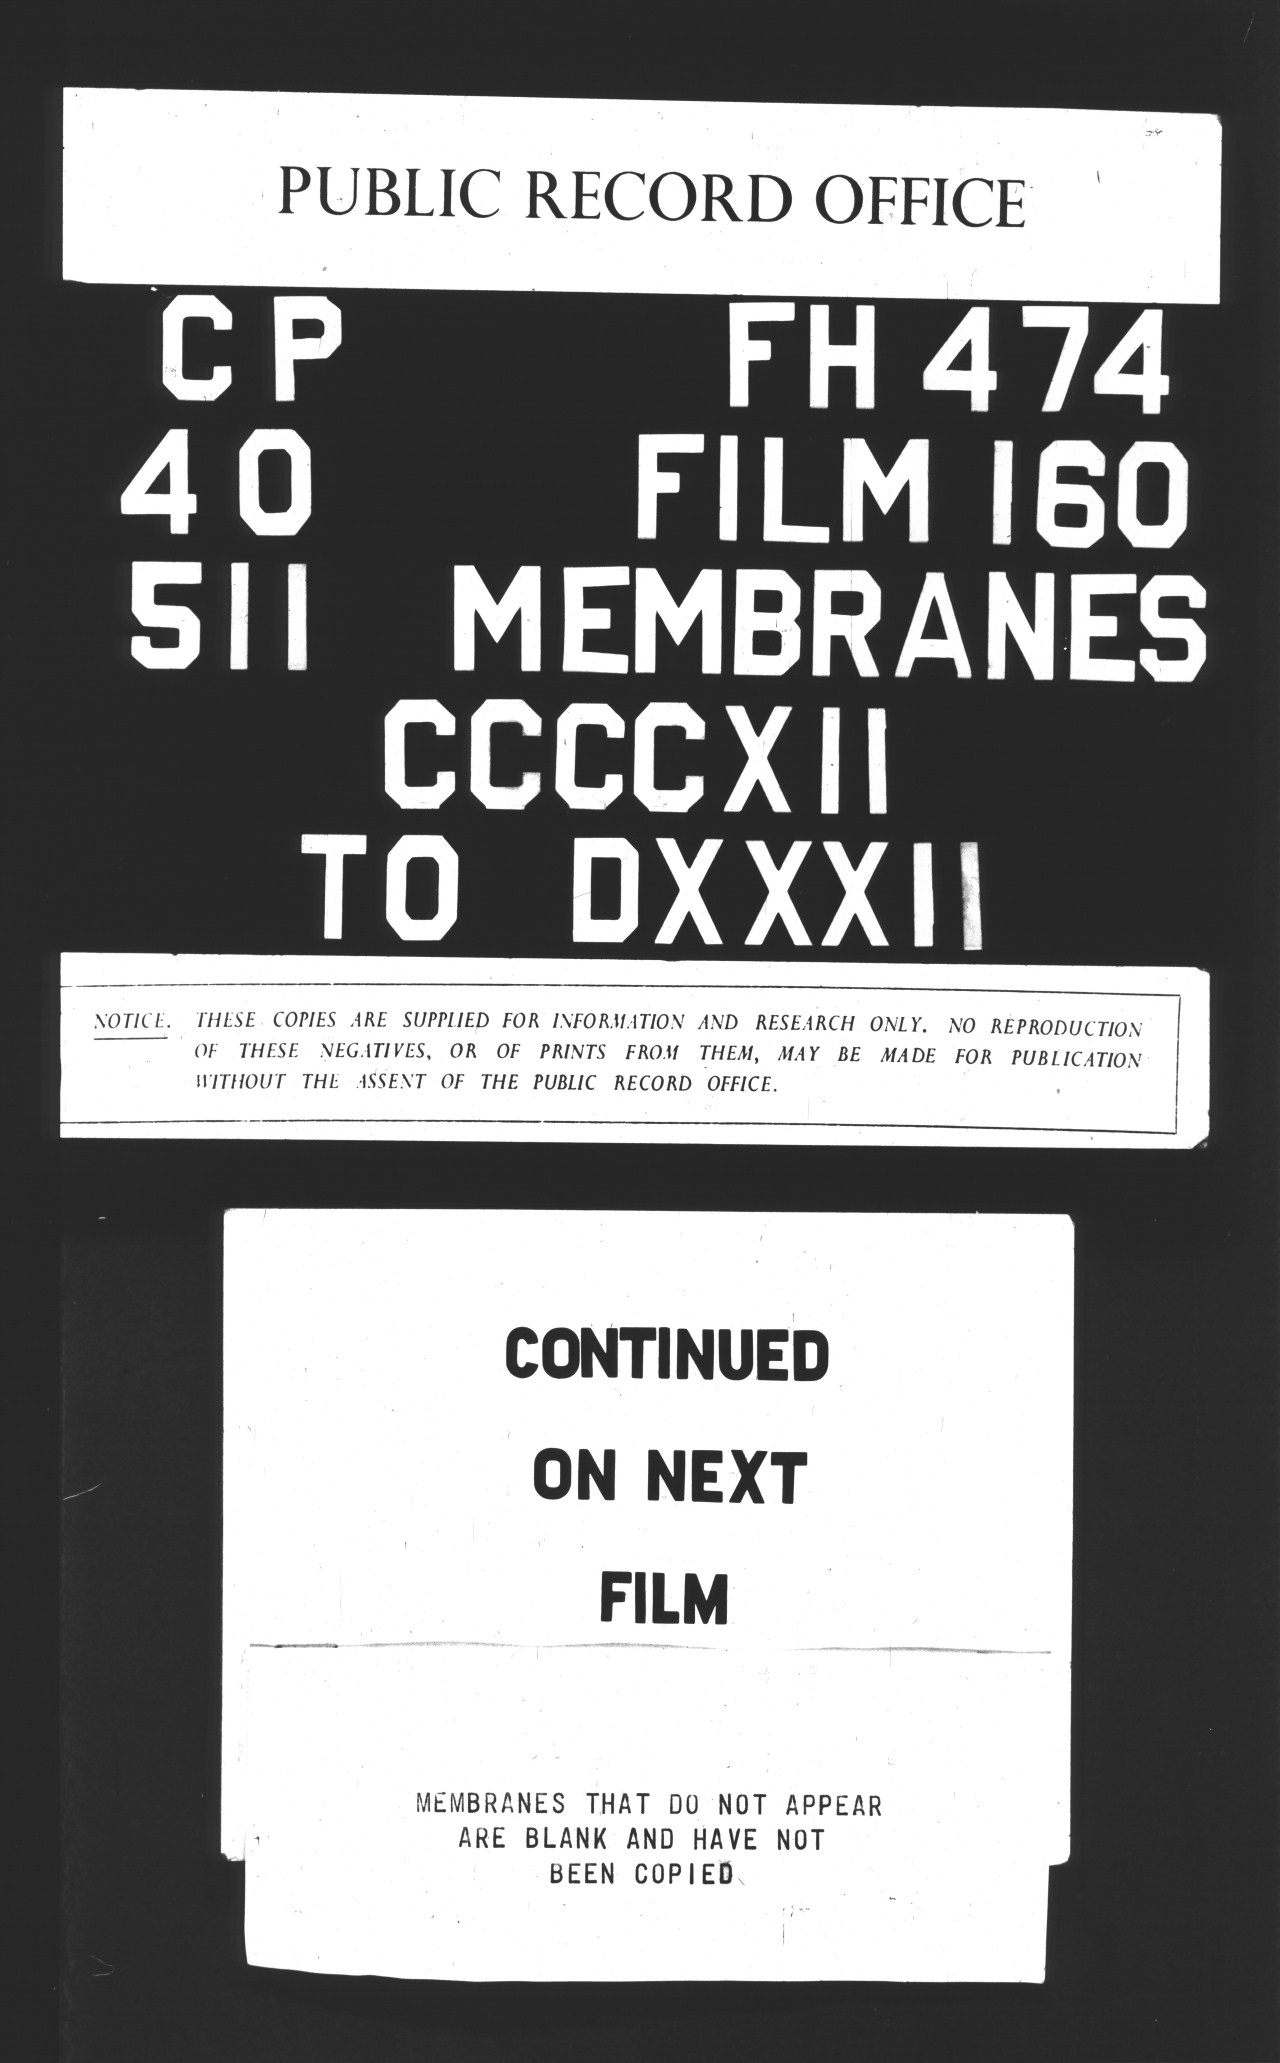 PUBLIC RECORD OFFICE
CP FH 474
40 FILM 160
511 MEMBRANES
CCCCXII
TO DXXXII
NOTICE. THESE COPIES ARE SUPPLIED FOR INFORMATION AND RESEARCH ONLY. NO REPRODUCTION
OF THESE NEGATIVES, OR OF PRINTS FROM THEM, MAY BE MADE FOR PUBLICATION
WITHOUT THE ASSENT OF THE PUBLIC RECORD OFFICE.
CONTINUED
ON NEXT
FILM
MEMBRANES THAT DO NOT APPEAR
ARE BLANK AND HAVE NOT
BEEN COPIED